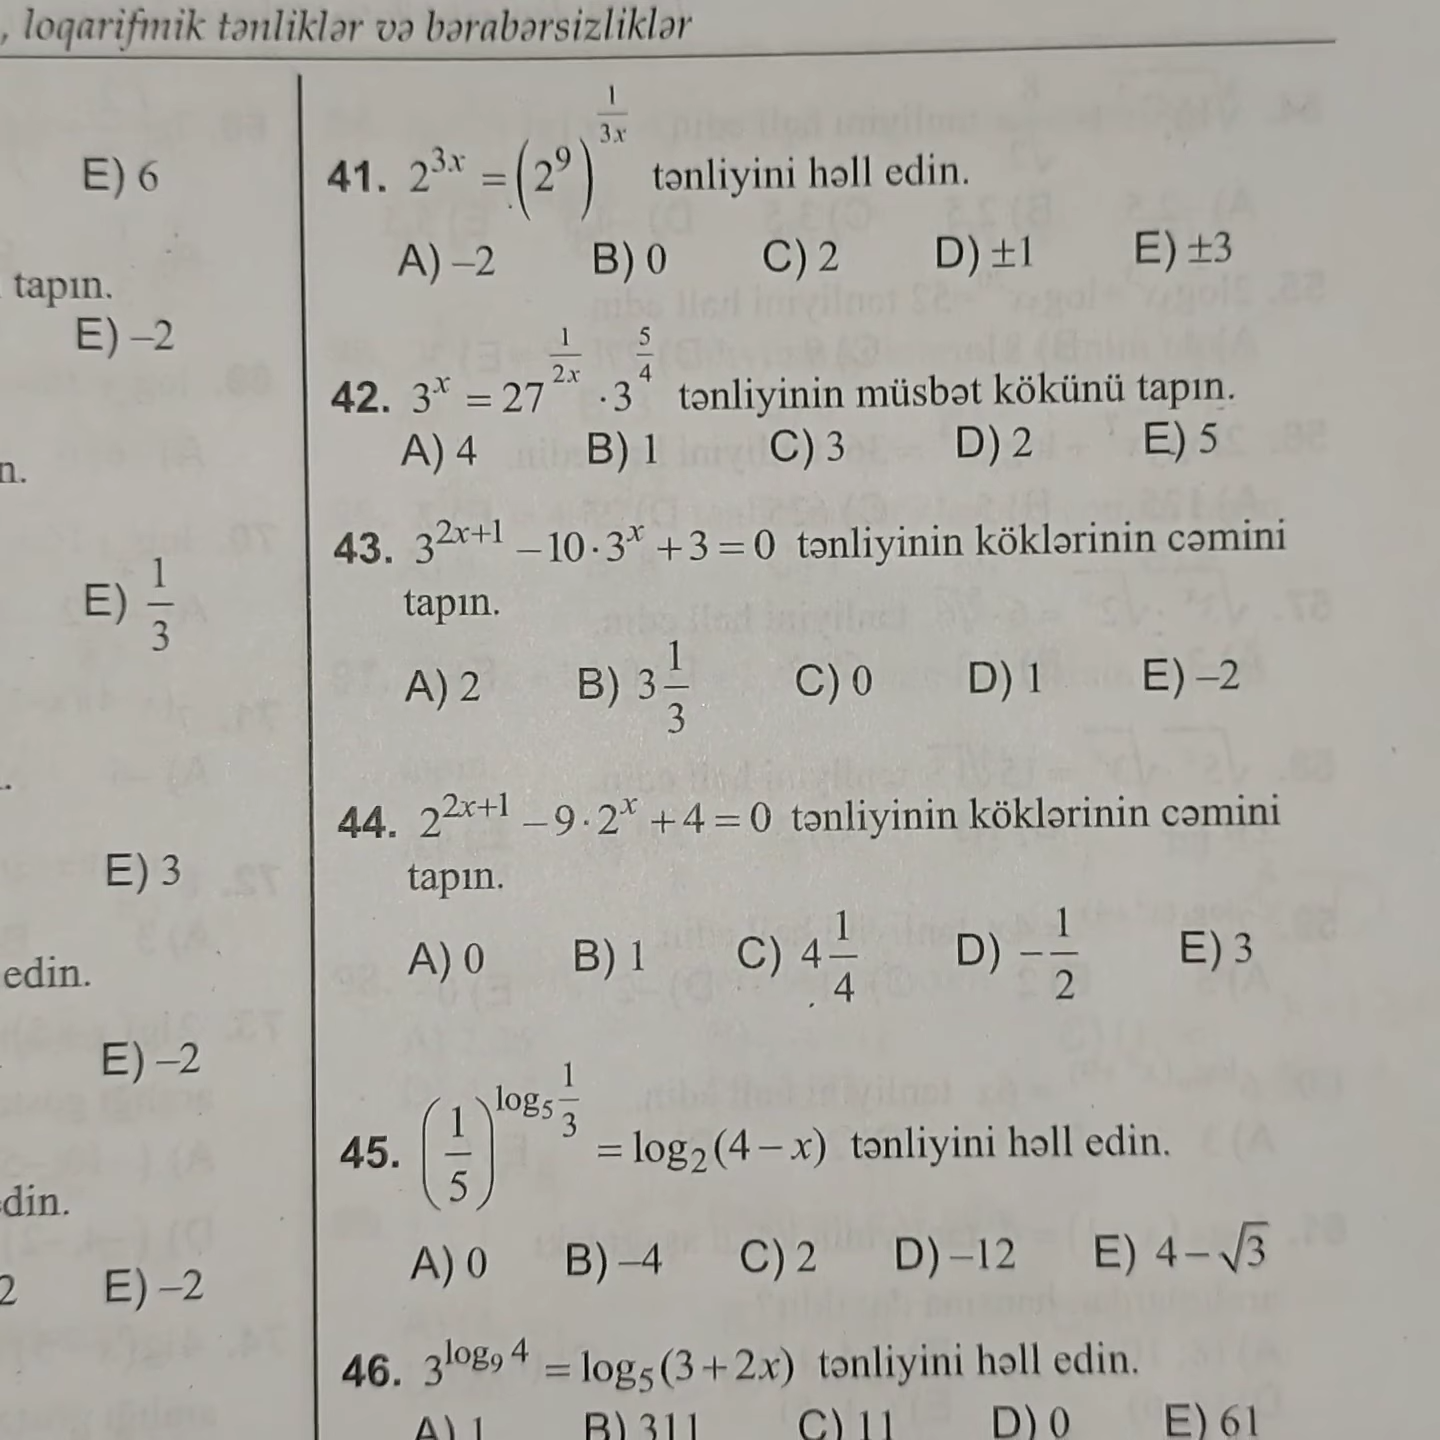 , loqarifmik tənliklər və bərabərsizliklər
E) 6
tapın.
E) –2
n.
E) 1/3
E) 3
edin.
E) –2
din.
2 E) –2
41. 2^{3x} = (2^9)^{1/(3x)} tənliyini həll edin.
A) –2 B) 0 C) 2 D) ±1 E) ±3
42. 3^x = 27^{1/(2x)} · 3^{5/4} tənliyinin müsbət kökünü tapın.
A) 4 B) 1 C) 3 D) 2 E) 5
43. 3^{2x+1} – 10 · 3^x + 3 = 0 tənliyinin köklərinin cəmini
tapın.
A) 2 B) 3 1/3 C) 0 D) 1 E) –2
44. 2^{2x+1} – 9 · 2^x + 4 = 0 tənliyinin köklərinin cəmini
tapın.
A) 0 B) 1 C) 4 1/4 D) –1/2 E) 3
45. (1/5)^{log_5 1/3} = log_2(4 – x) tənliyini həll edin.
A) 0 B) –4 C) 2 D) –12 E) 4 – √3
46. 3^{log_9 4} = log_5(3 + 2x) tənliyini həll edin.
A) 1 B) 311 C) 11 D) 0 E) 61